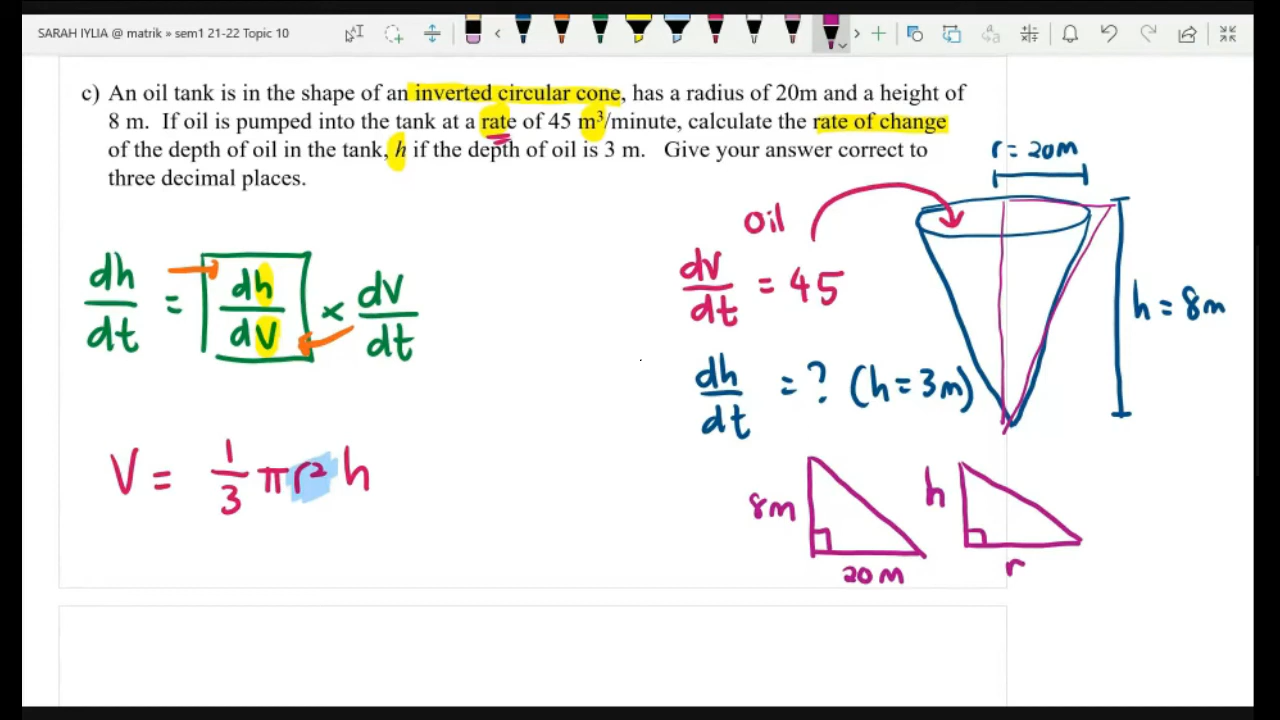 SARAH IYLIA @ matrik » sem1 21-22 Topic 10
c) An oil tank is in the shape of an inverted circular cone, has a radius of 20m and a height of
8 m. If oil is pumped into the tank at a rate of 45 m³/minute, calculate the rate of change
of the depth of oil in the tank, h if the depth of oil is 3 m. Give your answer correct to
three decimal places.
r = 20m
oil
dv/dt = 45
h = 8m
dh/dt = dh/dV × dV/dt
dh/dt = ? (h = 3m)
V = 1/3 πr² h
8m
20m
h
r